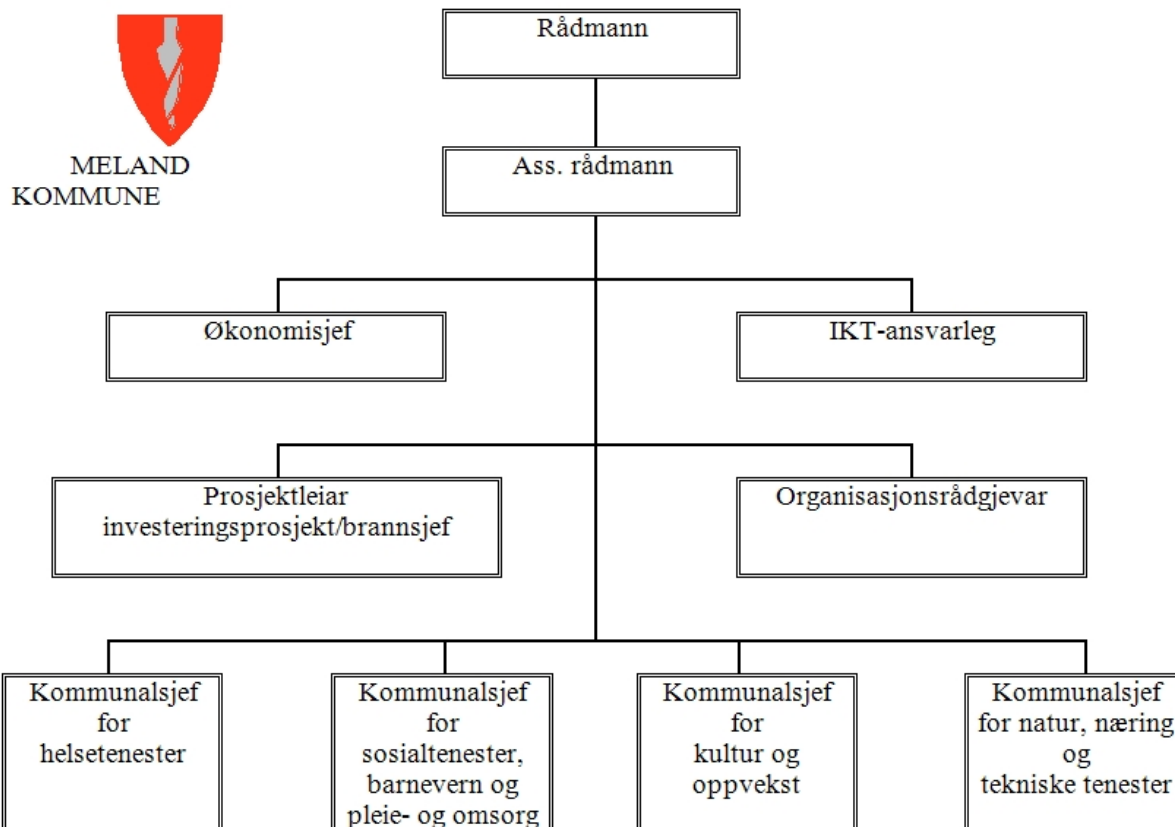 MELAND
KOMMUNE
Rådmann
Ass. rådmann
Økonomisjef
IKT-ansvarleg
Prosjektleiar
investeringsprosjekt/brannsjef
Organisasjonsrådgjevar
Kommunalsjef
for
helsetenester
Kommunalsjef
for
sosialtenester,
barnevern og
pleie- og omsorg
Kommunalsjef
for
kultur og
oppvekst
Kommunalsjef
for natur, næring
og
tekniske tenester